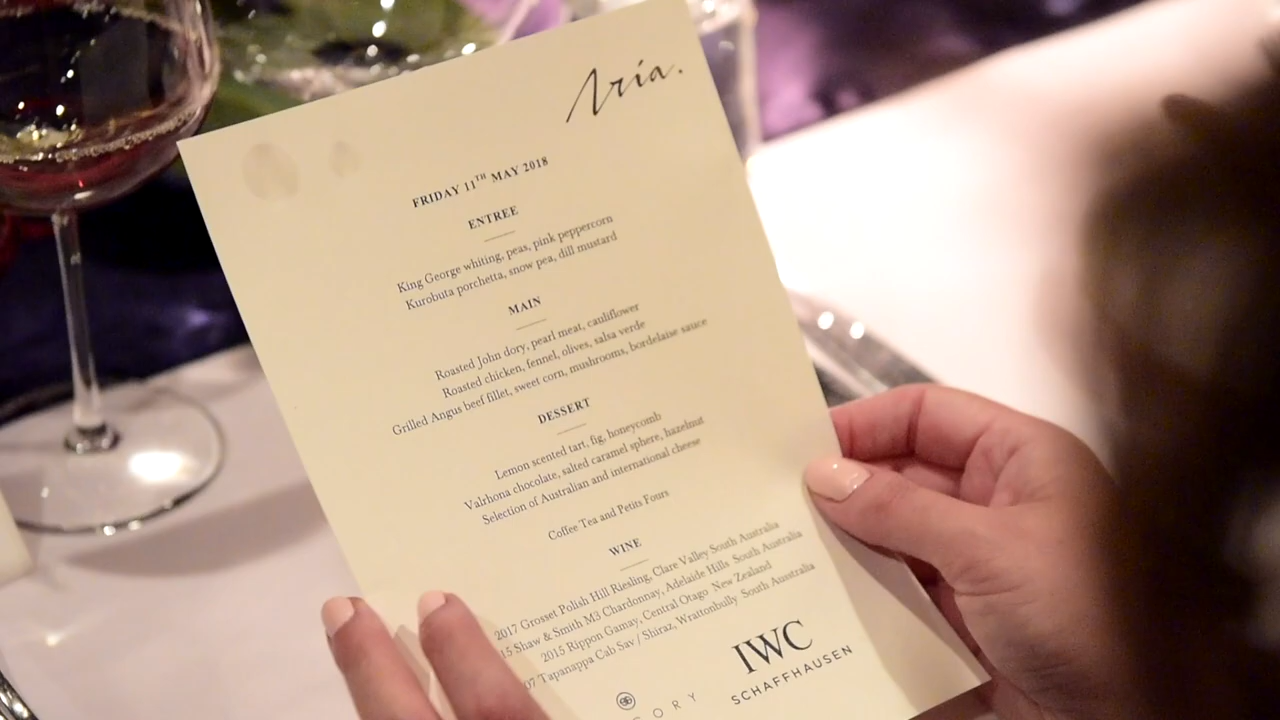 Aria.
FRIDAY 11TH MAY 2018
ENTREE
King George whiting, peas, pink peppercorn
Kurobuta porchetta, snow pea, dill mustard
MAIN
Roasted John dory, pearl meat, cauliflower
Roasted chicken, fennel, olives, salsa verde
Grilled Angus beef fillet, sweet corn, mushrooms, bordelaise sauce
DESSERT
Lemon scented tart, fig, honeycomb
Valrhona chocolate, salted caramel sphere, hazelnut
Selection of Australian and international cheese
Coffee Tea and Petits Fours
WINE
2017 Grosset Polish Hill Riesling, Clare Valley South Australia
15 Shaw & Smith M3 Chardonnay, Adelaide Hills South Australia
2015 Rippon Gamay, Central Otago New Zealand
07 Tapanappa Cab Sav / Shiraz, Wrattonbully South Australia
IWC
SCHAFFHAUSEN